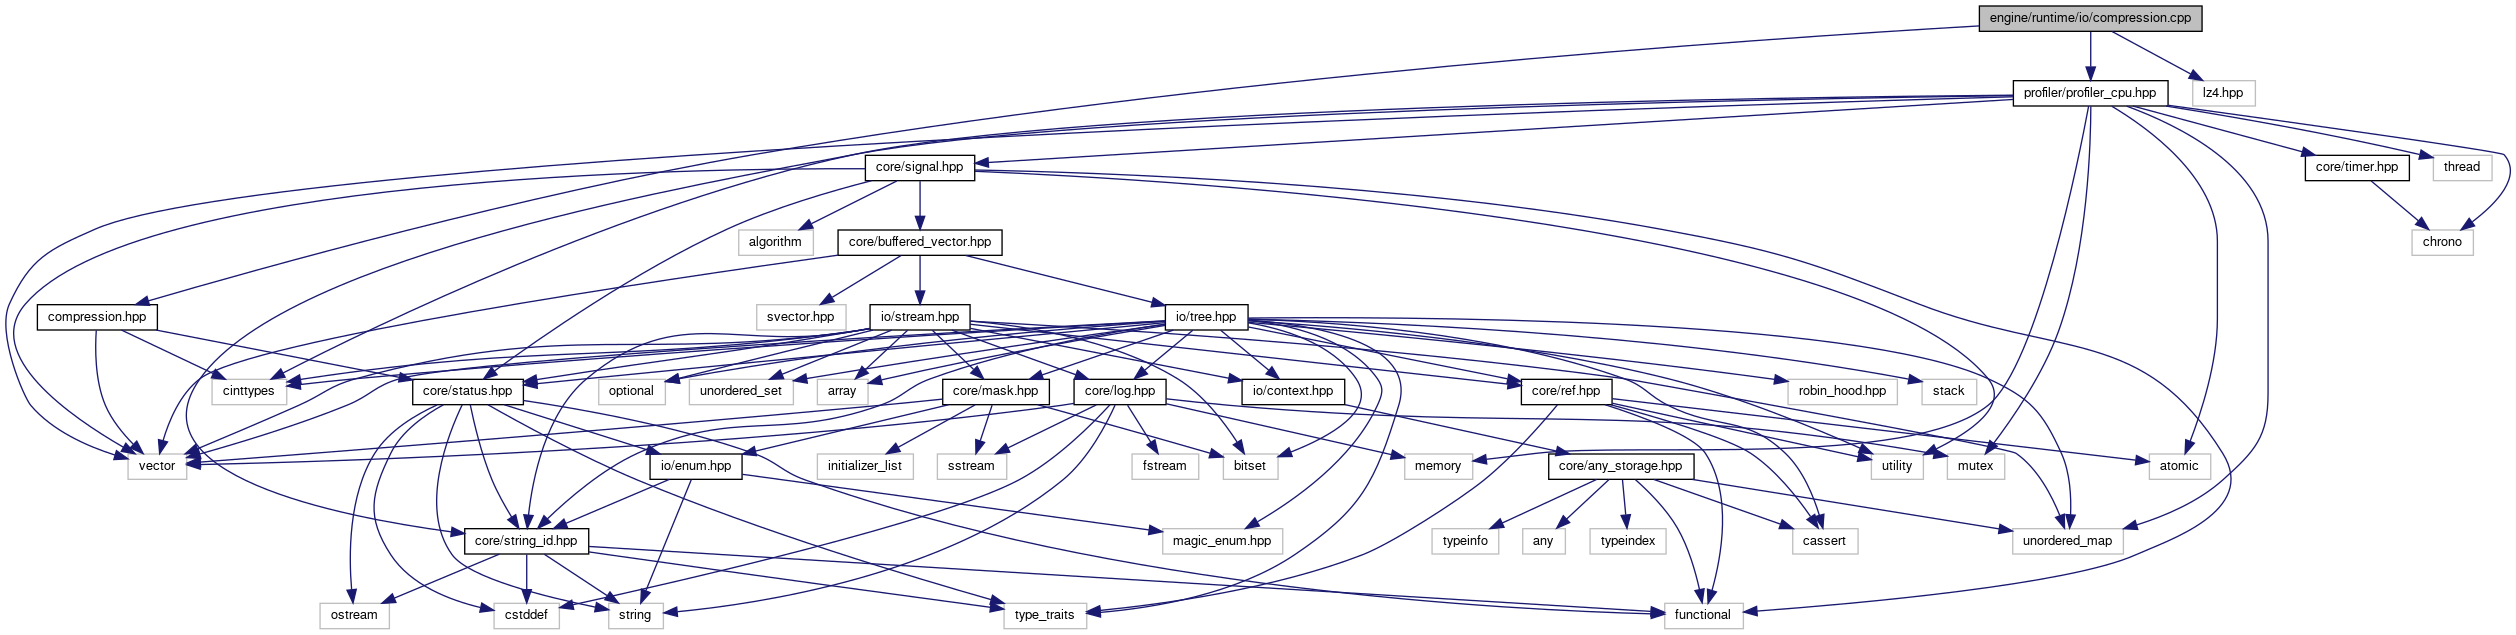 engine/runtime/io/compression.cpp
profiler/profiler_cpu.hpp
lz4.hpp
core/signal.hpp
core/timer.hpp
thread
algorithm
core/buffered_vector.hpp
chrono
compression.hpp
svector.hpp
io/stream.hpp
io/tree.hpp
cinttypes
core/status.hpp
optional
unordered_set
array
core/mask.hpp
core/log.hpp
io/context.hpp
core/ref.hpp
robin_hood.hpp
stack
vector
io/enum.hpp
initializer_list
sstream
fstream
bitset
memory
core/any_storage.hpp
utility
mutex
atomic
core/string_id.hpp
magic_enum.hpp
typeinfo
any
typeindex
cassert
unordered_map
ostream
cstddef
string
type_traits
functional